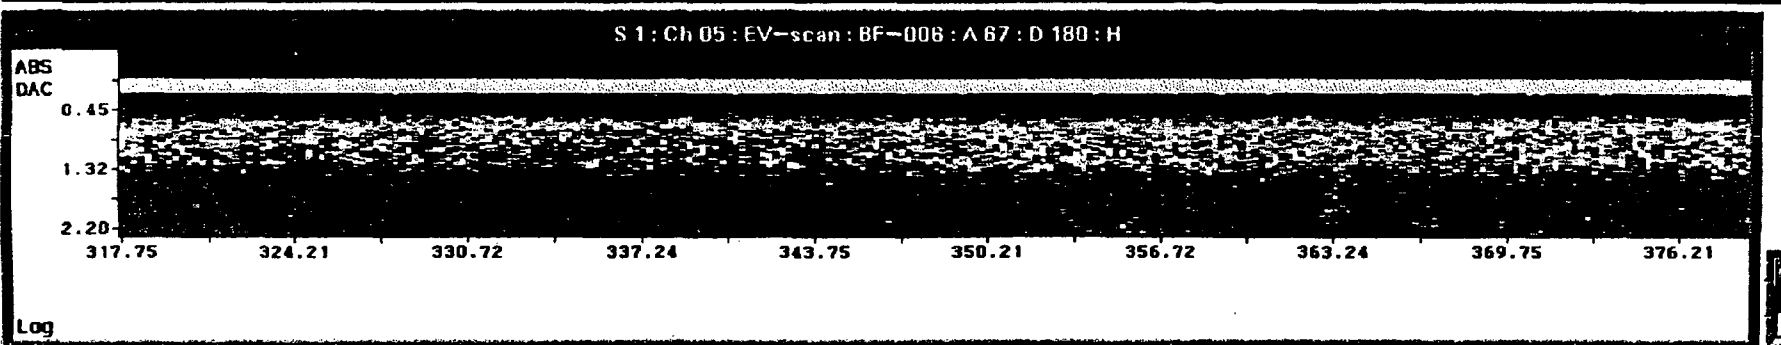 S 1 : Ch 05 : EV-scan : BF-006 : A 67 : D 180 : H
ABS
DAC
0.45
1.32
2.20
317.75 324.21 330.72 337.24 343.75 350.21 356.72 363.24 369.75 376.21
Log